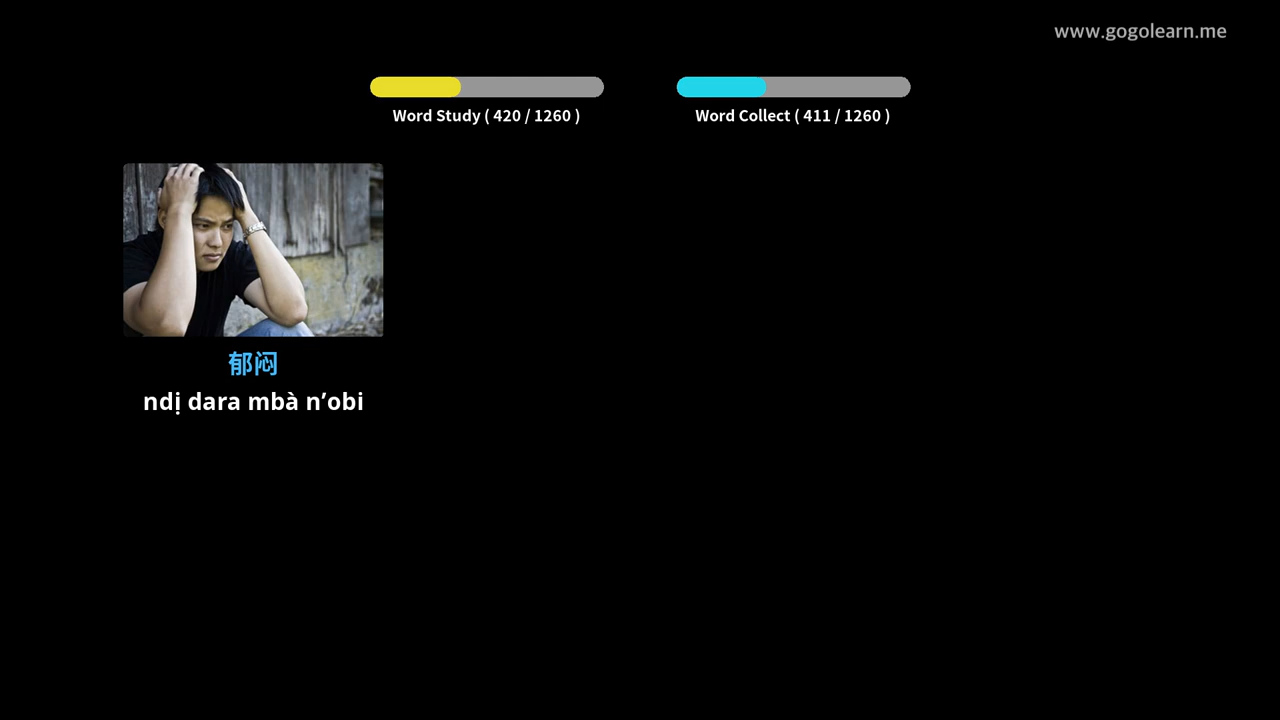 www.gogolearn.me
Word Study ( 420 / 1260 )
Word Collect ( 411 / 1260 )
郁闷
ndị dara mbà n’obi